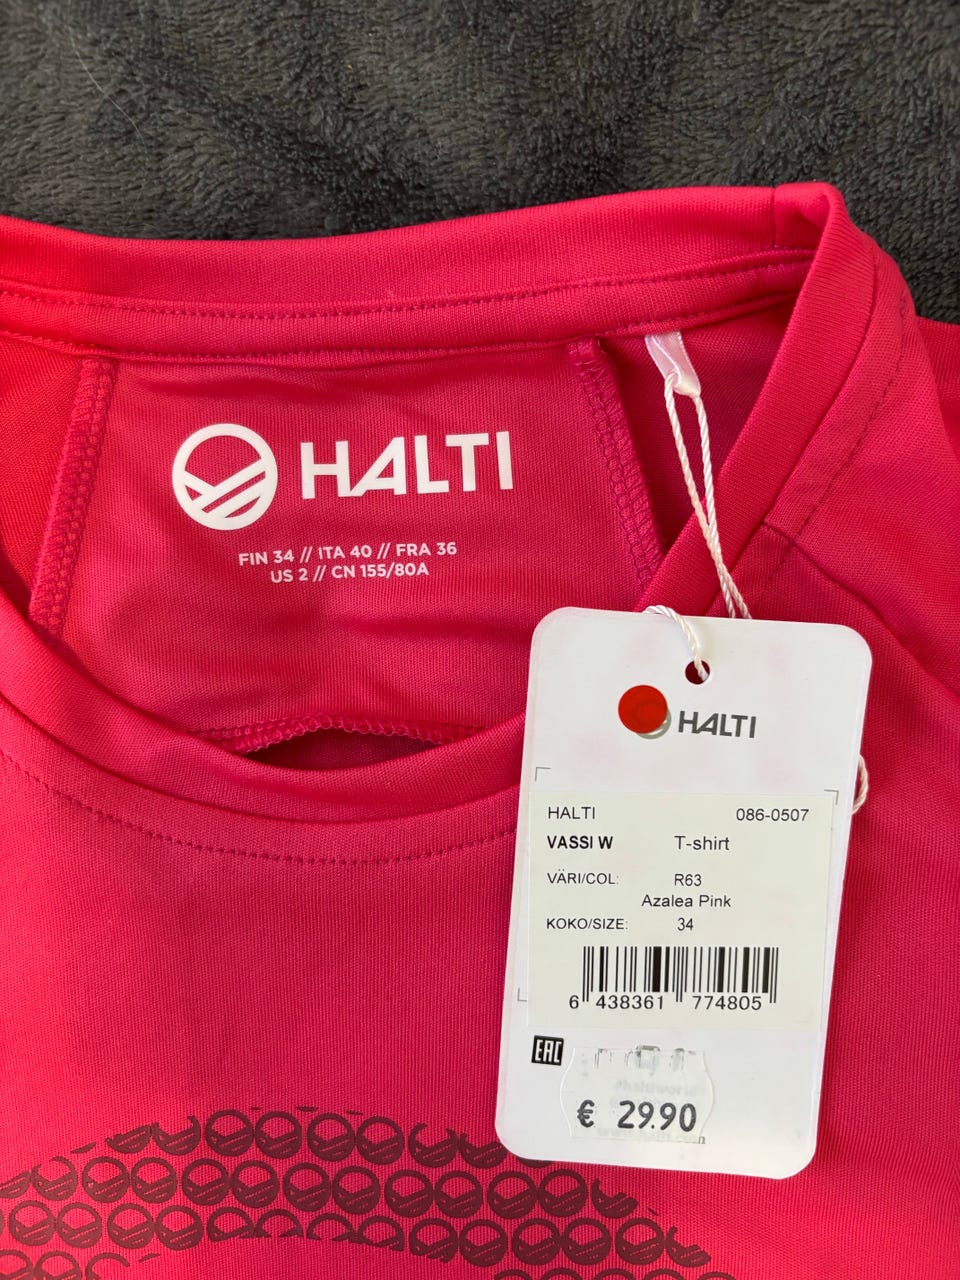 HALTI
FIN 34 // ITA 40 // FRA 36
US 2 // CN 155/80A
HALTI
HALTI 086-0507
VASSI W T-shirt
VÄRI/COL: R63
Azalea Pink
KOKO/SIZE: 34
6 438361 774805
EAC
#haltiworld
€ 29.90